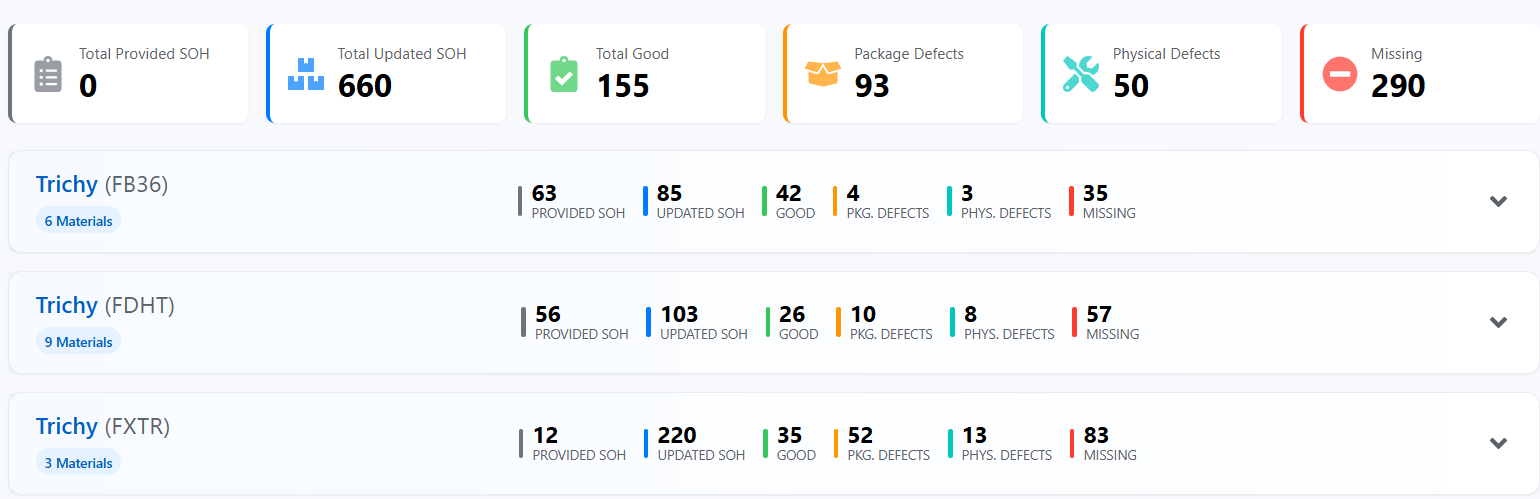 Total Provided SOH
0
Total Updated SOH
660
Total Good
155
Package Defects
93
Physical Defects
50
Missing
290
Trichy (FB36)
6 Materials
63
PROVIDED SOH
85
UPDATED SOH
42
GOOD
4
PKG. DEFECTS
3
PHYS. DEFECTS
35
MISSING
Trichy (FDHT)
9 Materials
56
PROVIDED SOH
103
UPDATED SOH
26
GOOD
10
PKG. DEFECTS
8
PHYS. DEFECTS
57
MISSING
Trichy (FXTR)
3 Materials
12
PROVIDED SOH
220
UPDATED SOH
35
GOOD
52
PKG. DEFECTS
13
PHYS. DEFECTS
83
MISSING